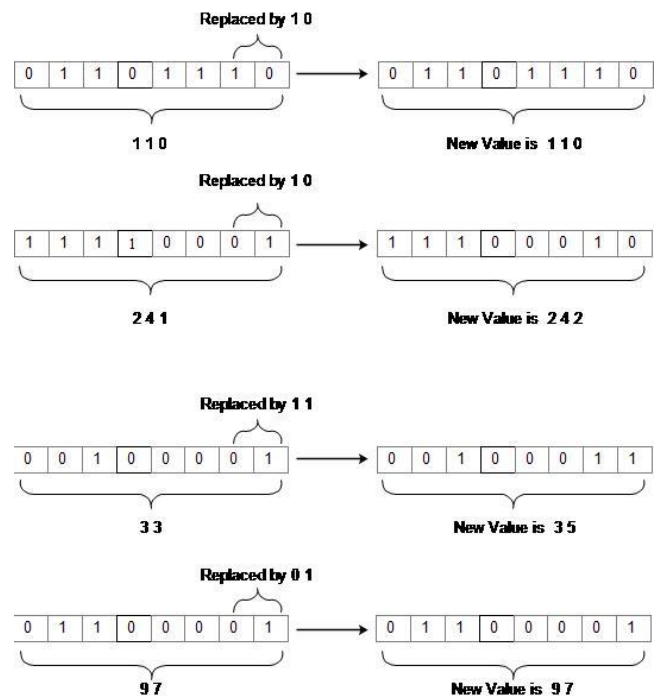 Replaced by 1 0
0 1 1 0 1 1 1 0 0 1 1 0 1 1 1 0
1 1 0 New Value is 1 1 0
Replaced by 1 0
1 1 1 1 0 0 0 1 1 1 1 0 0 0 1 0
2 4 1 New Value is 2 4 2
Replaced by 1 1
0 0 1 0 0 0 0 1 0 0 1 0 0 0 1 1
3 3 New Value is 3 5
Replaced by 0 1
0 1 1 0 0 0 0 1 0 1 1 0 0 0 0 1
9 7 New Value is 9 7